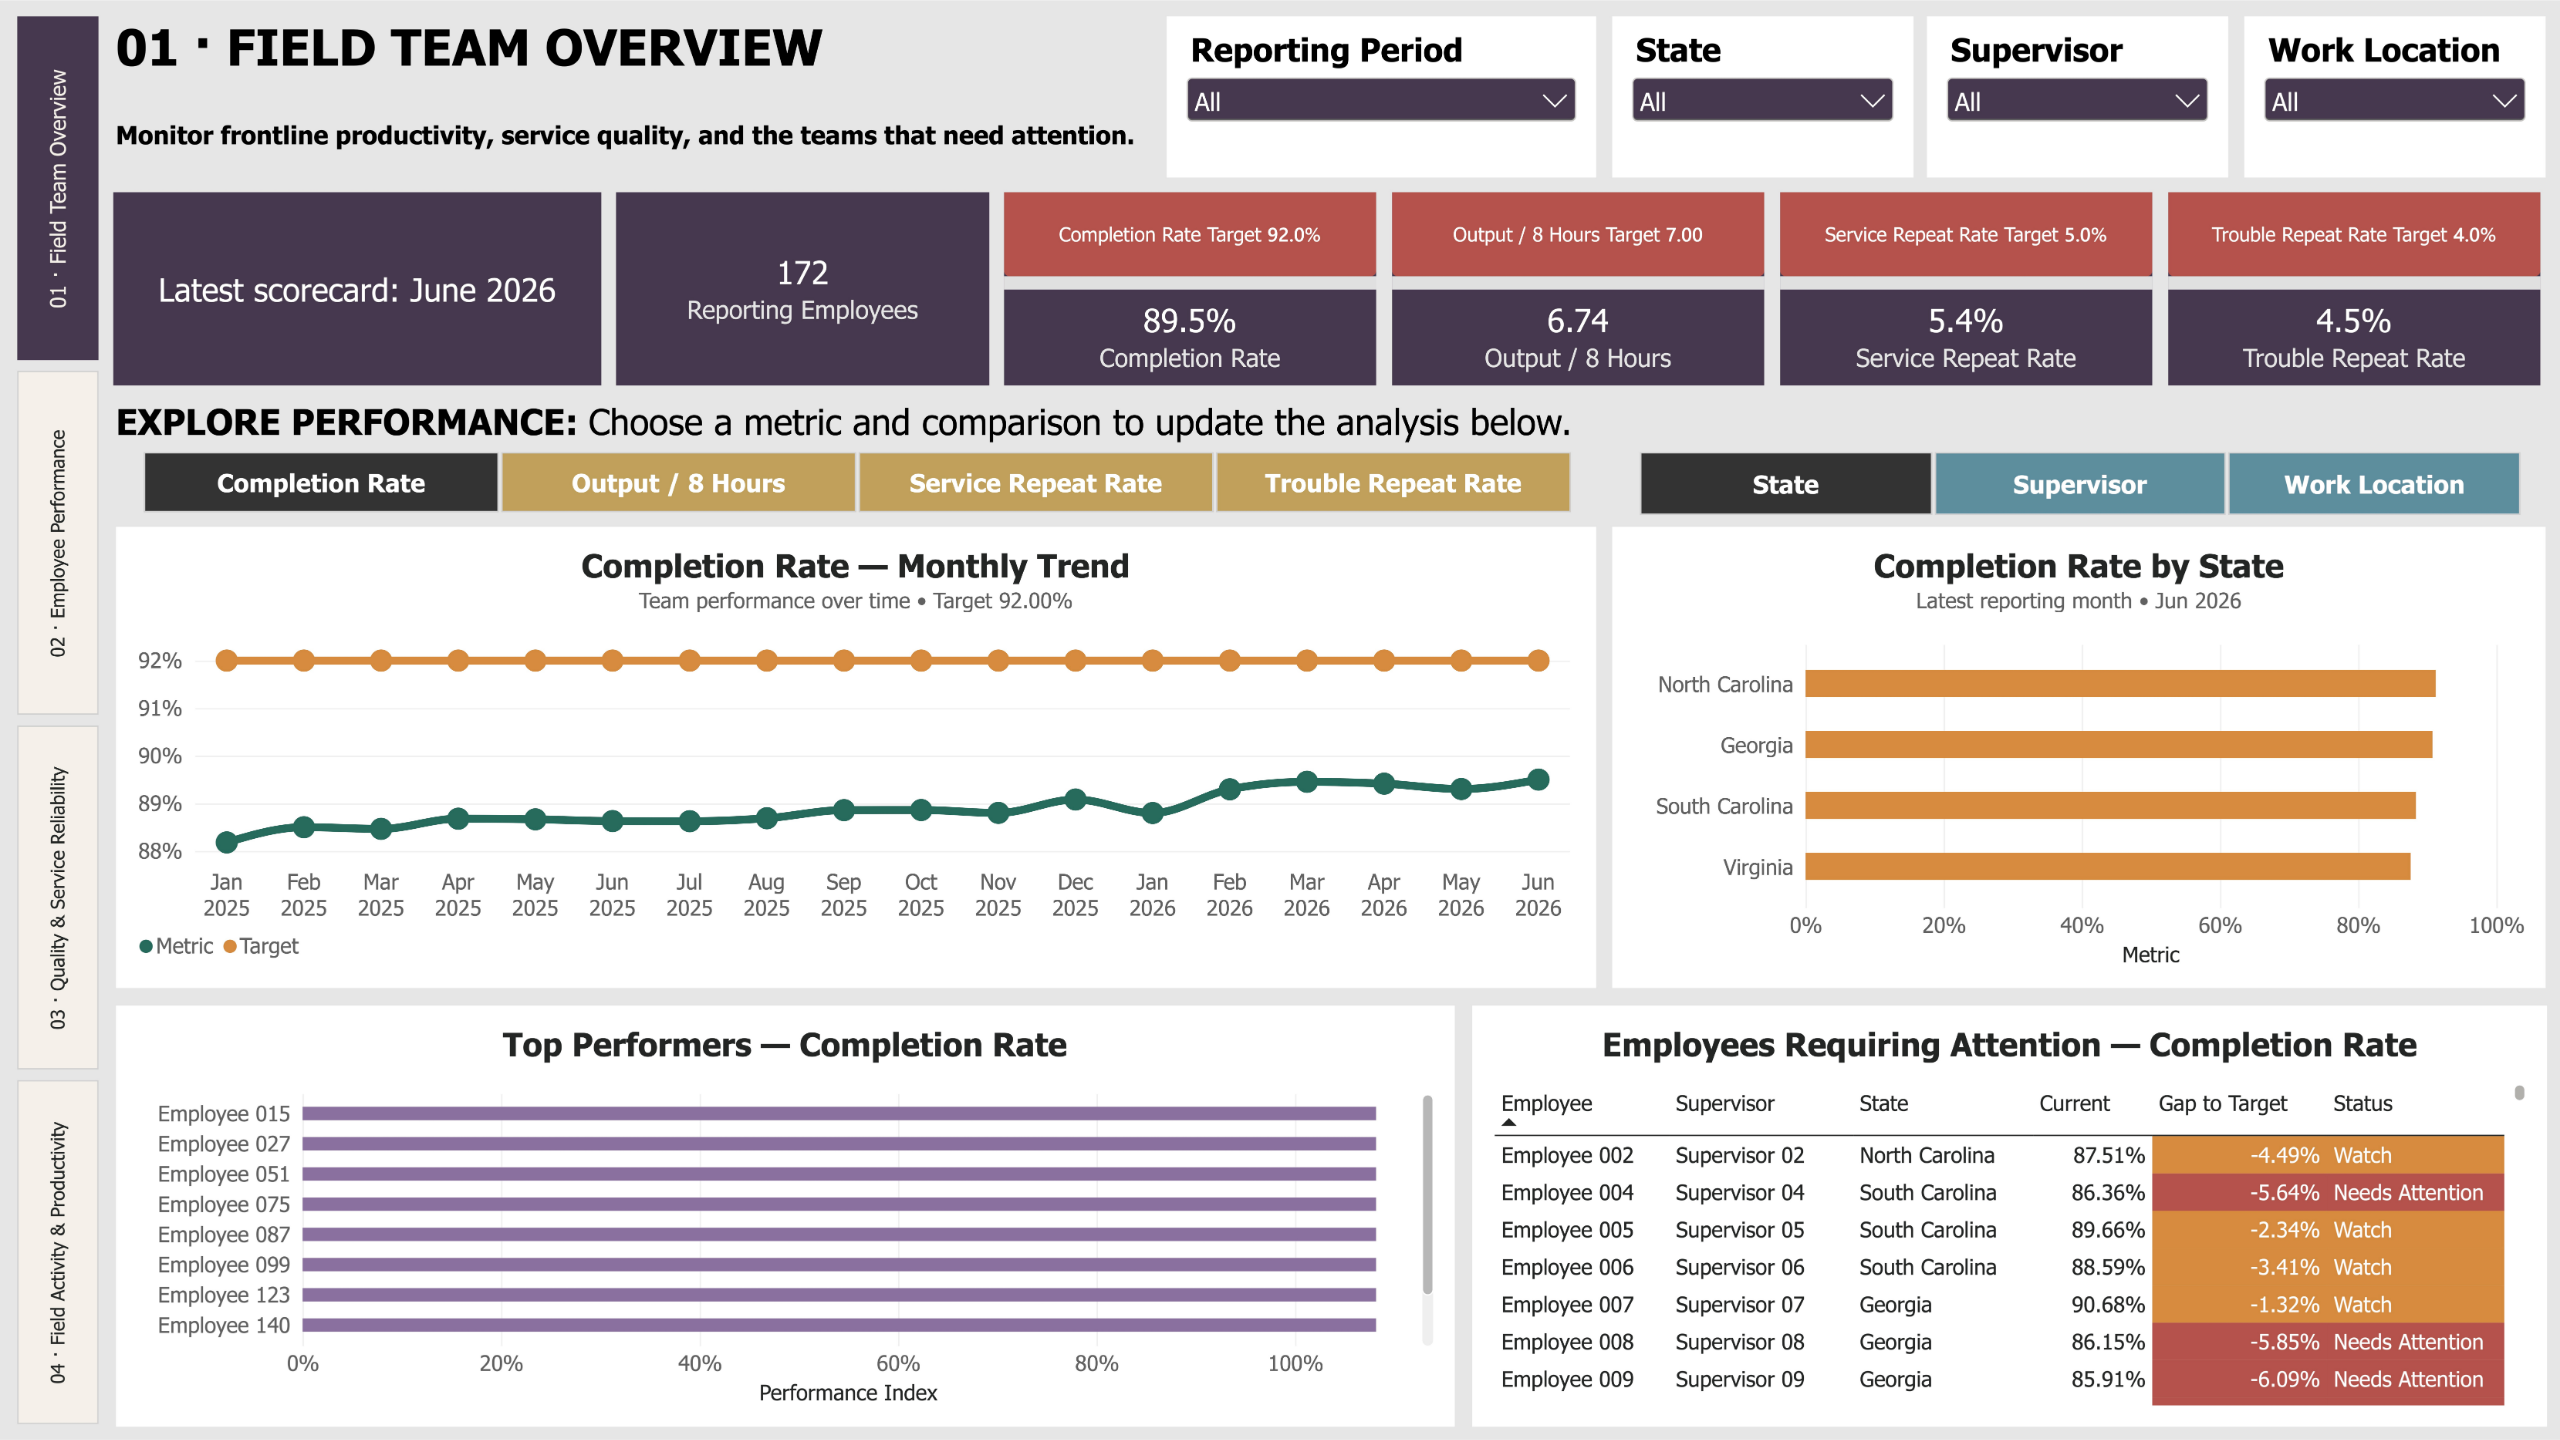 01 · Field Team Overview
02 · Employee Performance
03 · Quality & Service Reliability
04 · Field Activity & Productivity
01 · FIELD TEAM OVERVIEW
Monitor frontline productivity, service quality, and the teams that need attention.
Reporting Period
All
State
All
Supervisor
All
Work Location
All
Latest scorecard: June 2026
172
Reporting Employees
Completion Rate Target 92.0%
89.5%
Completion Rate
Output / 8 Hours Target 7.00
6.74
Output / 8 Hours
Service Repeat Rate Target 5.0%
5.4%
Service Repeat Rate
Trouble Repeat Rate Target 4.0%
4.5%
Trouble Repeat Rate
EXPLORE PERFORMANCE: Choose a metric and comparison to update the analysis below.
Completion Rate Output / 8 Hours Service Repeat Rate Trouble Repeat Rate
State Supervisor Work Location
Completion Rate — Monthly Trend
Team performance over time • Target 92.00%
92%
91%
90%
89%
88%
Jan Feb Mar Apr May Jun Jul Aug Sep Oct Nov Dec Jan Feb Mar Apr May Jun
2025 2025 2025 2025 2025 2025 2025 2025 2025 2025 2025 2025 2026 2026 2026 2026 2026 2026
Metric Target
Completion Rate by State
Latest reporting month • Jun 2026
North Carolina
Georgia
South Carolina
Virginia
0% 20% 40% 60% 80% 100%
Metric
Top Performers — Completion Rate
Employee 015
Employee 027
Employee 051
Employee 075
Employee 087
Employee 099
Employee 123
Employee 140
0% 20% 40% 60% 80% 100%
Performance Index
Employees Requiring Attention — Completion Rate
Employee Supervisor State Current Gap to Target Status
Employee 002 Supervisor 02 North Carolina 87.51% -4.49% Watch
Employee 004 Supervisor 04 South Carolina 86.36% -5.64% Needs Attention
Employee 005 Supervisor 05 South Carolina 89.66% -2.34% Watch
Employee 006 Supervisor 06 South Carolina 88.59% -3.41% Watch
Employee 007 Supervisor 07 Georgia 90.68% -1.32% Watch
Employee 008 Supervisor 08 Georgia 86.15% -5.85% Needs Attention
Employee 009 Supervisor 09 Georgia 85.91% -6.09% Needs Attention